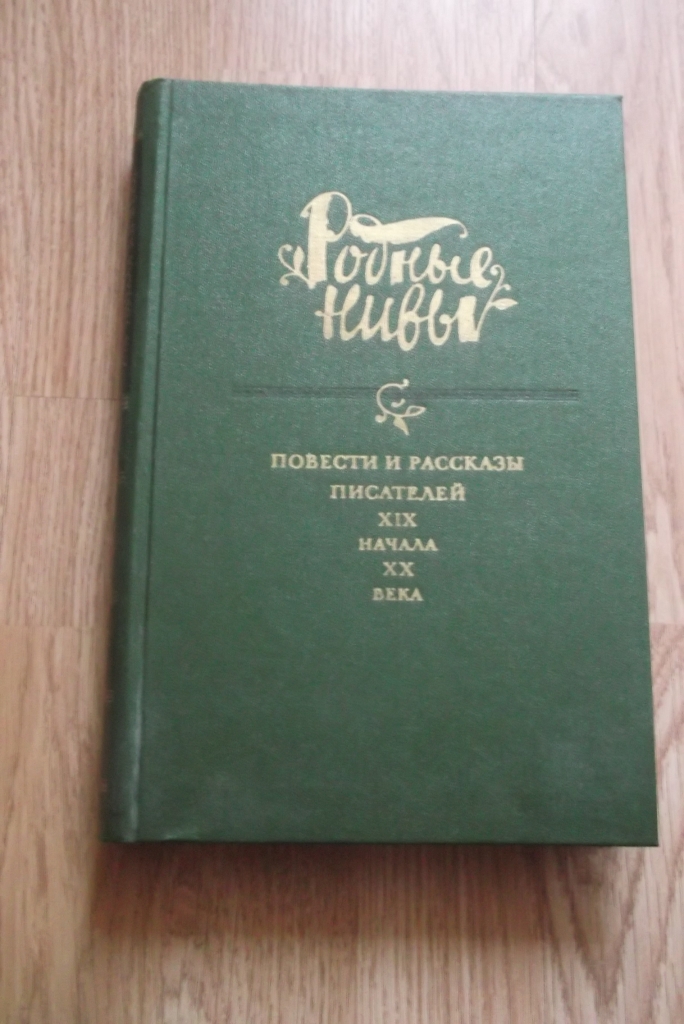 Родные
нивы
ПОВЕСТИ И РАССКАЗЫ
ПИСАТЕЛЕЙ
XIX
НАЧАЛА
XX
ВЕКА